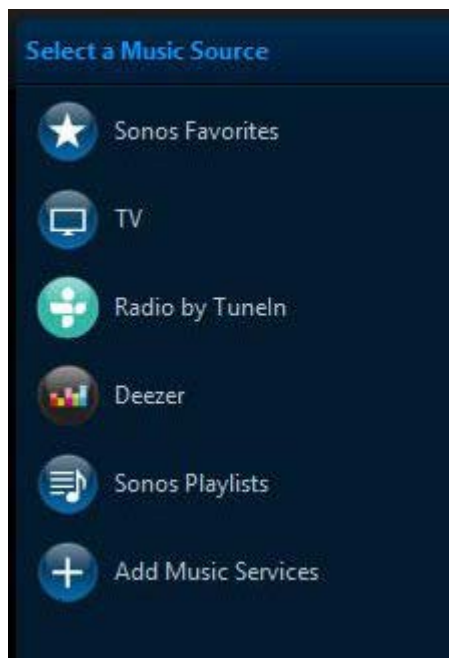 Select a Music Source
Sonos Favorites
TV
Radio by TuneIn
Deezer
Sonos Playlists
Add Music Services